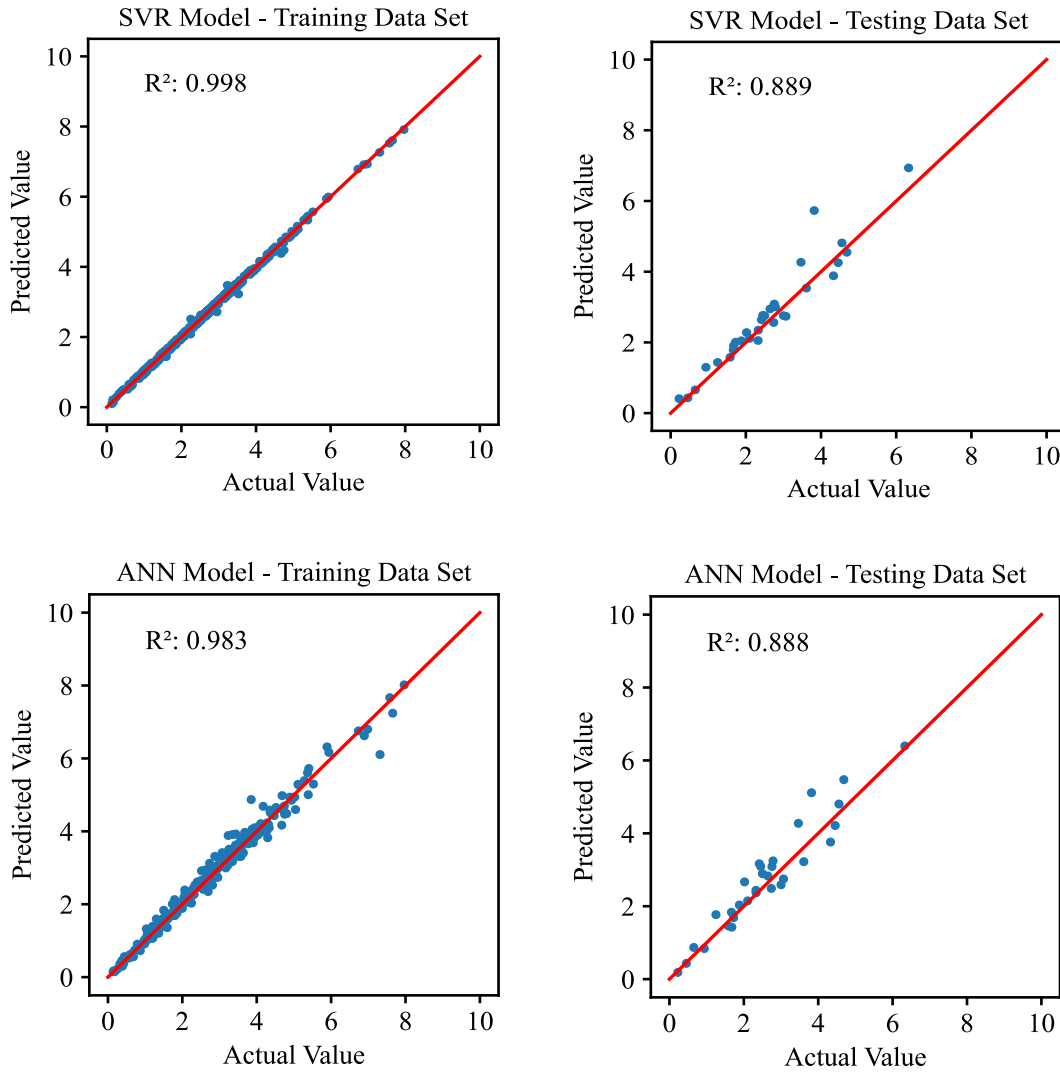 SVR Model - Training Data Set
R²: 0.998
10
8
6
4
2
0
Predicted Value
0 2 4 6 8 10
Actual Value
SVR Model - Testing Data Set
R²: 0.889
10
8
6
4
2
0
Predicted Value
0 2 4 6 8 10
Actual Value
ANN Model - Training Data Set
R²: 0.983
10
8
6
4
2
0
Predicted Value
0 2 4 6 8 10
Actual Value
ANN Model - Testing Data Set
R²: 0.888
10
8
6
4
2
0
Predicted Value
0 2 4 6 8 10
Actual Value